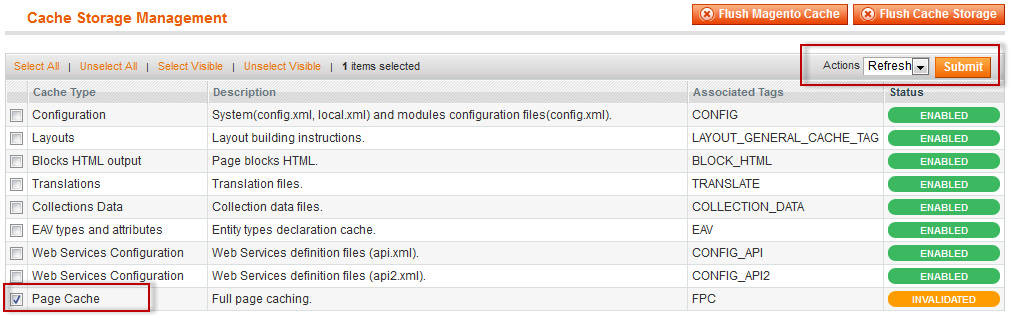 Cache Storage Management Flush Magento Cache Flush Cache Storage
Select All | Unselect All | Select Visible | Unselect Visible | 1 items selected Actions Refresh Submit
Cache Type Description Associated Tags Status
Configuration System(config.xml, local.xml) and modules configuration files(config.xml). CONFIG ENABLED
Layouts Layout building instructions. LAYOUT_GENERAL_CACHE_TAG ENABLED
Blocks HTML output Page blocks HTML. BLOCK_HTML ENABLED
Translations Translation files. TRANSLATE ENABLED
Collections Data Collection data files. COLLECTION_DATA ENABLED
EAV types and attributes Entity types declaration cache. EAV ENABLED
Web Services Configuration Web Services definition files (api.xml). CONFIG_API ENABLED
Web Services Configuration Web Services definition files (api2.xml). CONFIG_API2 ENABLED
Page Cache Full page caching. FPC INVALIDATED